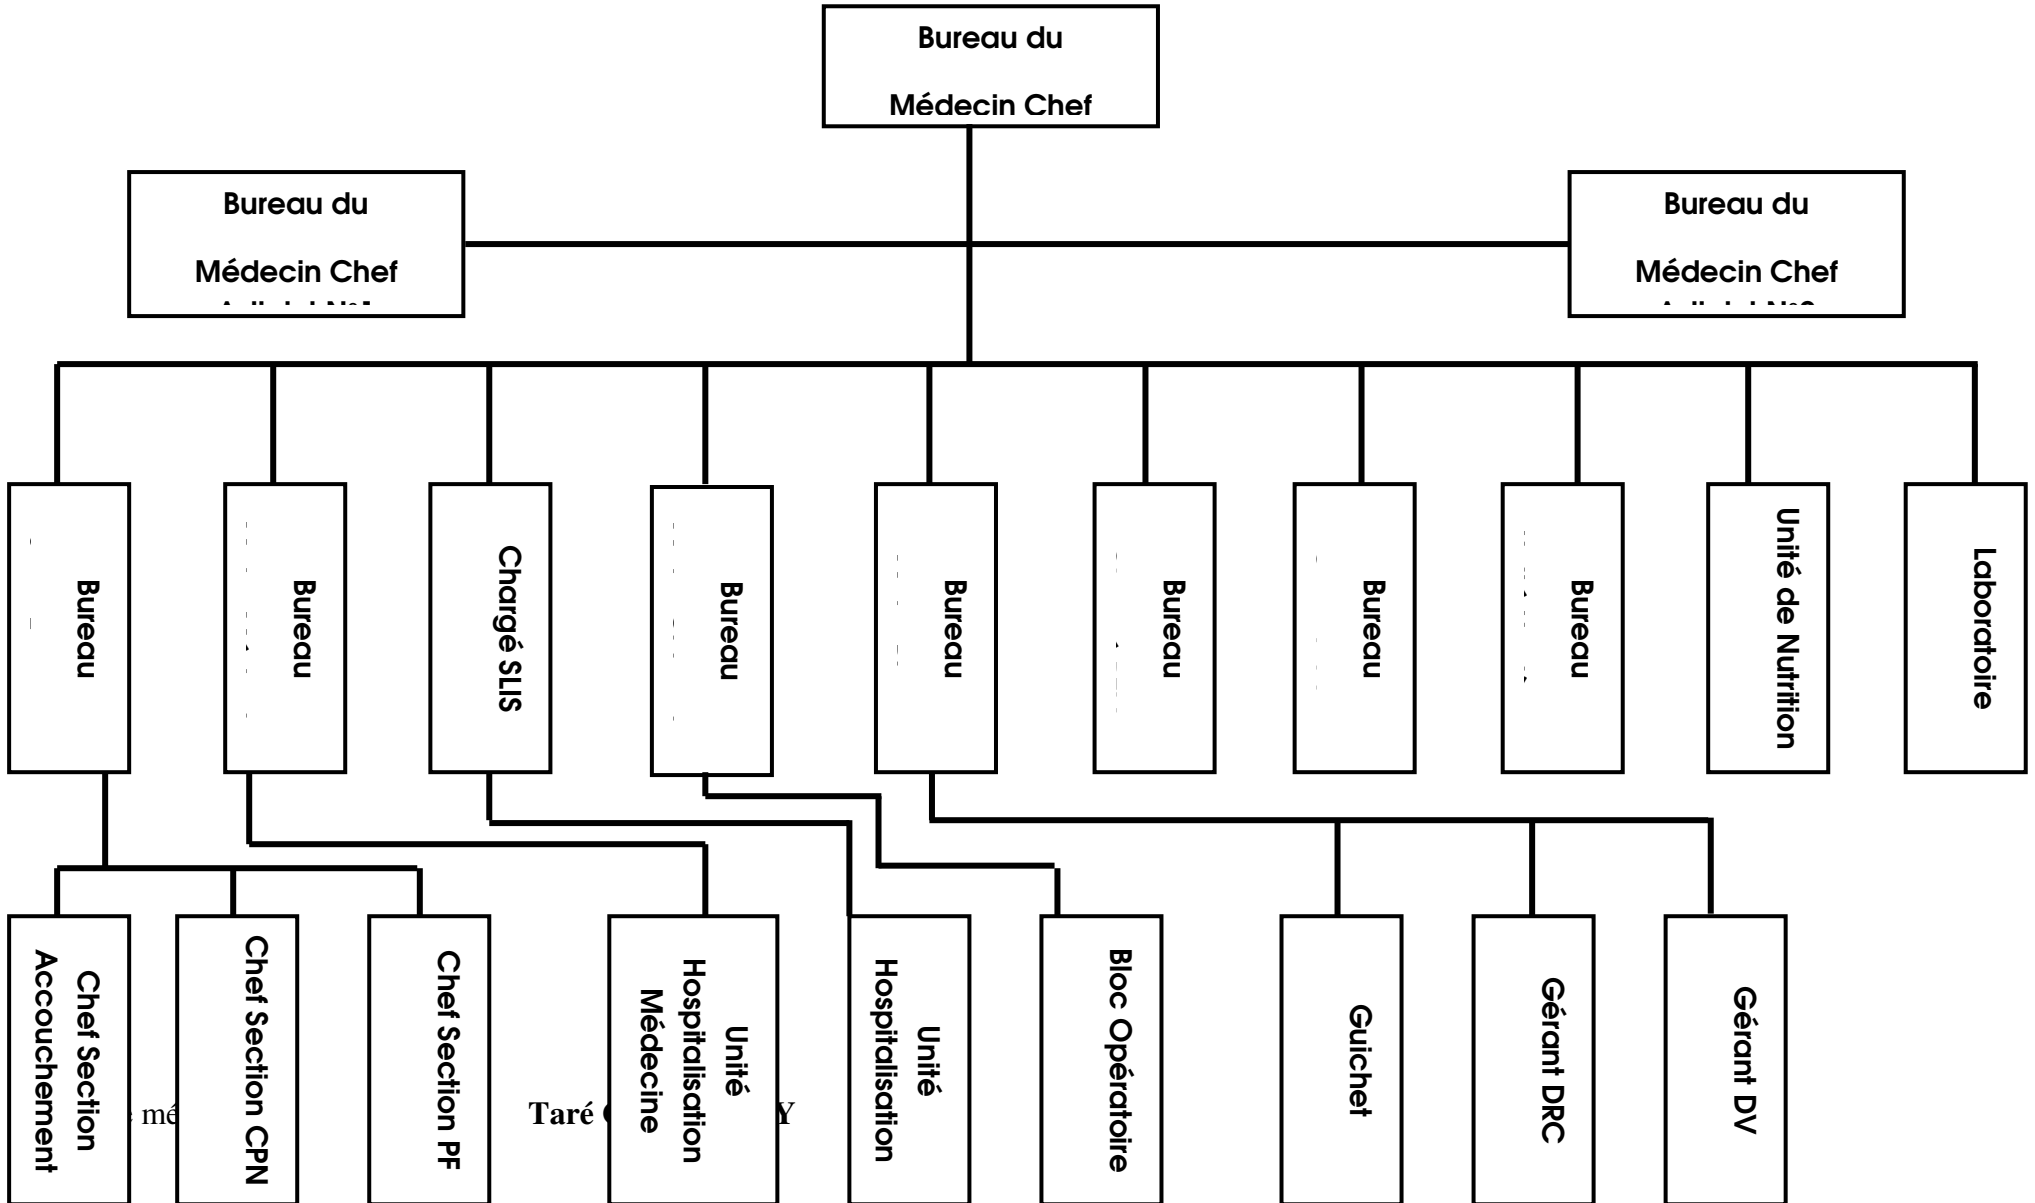 Bureau du
Médecin Chef
Bureau du
Médecin Chef
Bureau du
Médecin Chef
Bureau
Bureau
Chargé SLIS
Bureau
Bureau
Bureau
Bureau
Bureau
Unité de Nutrition
Laboratoire
Chef Section
Accouchement
Chef Section CPN
Chef Section PF
Unité
Hospitalisation
Médecine
Unité
Hospitalisation
Bloc Opératoire
Guichet
Gérant DRC
Gérant DV
Taré